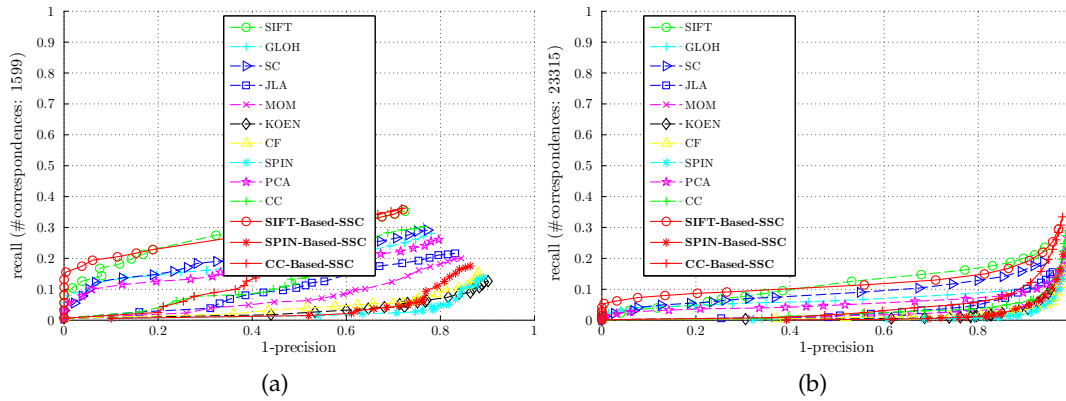 1
0.9
0.8
0.7
0.6
0.5
0.4
0.3
0.2
0.1
0
recall (#correspondences: 1599)
SIFT
GLOH
SC
JLA
MOM
KOEN
CF
SPIN
PCA
CC
SIFT-Based-SSC
SPIN-Based-SSC
CC-Based-SSC
0 0.2 0.4 0.6 0.8 1
1-precision
(a)
1
0.9
0.8
0.7
0.6
0.5
0.4
0.3
0.2
0.1
0
recall (#correspondences: 23315)
SIFT
GLOH
SC
JLA
MOM
KOEN
CF
SPIN
PCA
CC
SIFT-Based-SSC
SPIN-Based-SSC
CC-Based-SSC
0 0.2 0.4 0.6 0.8
1-precision
(b)